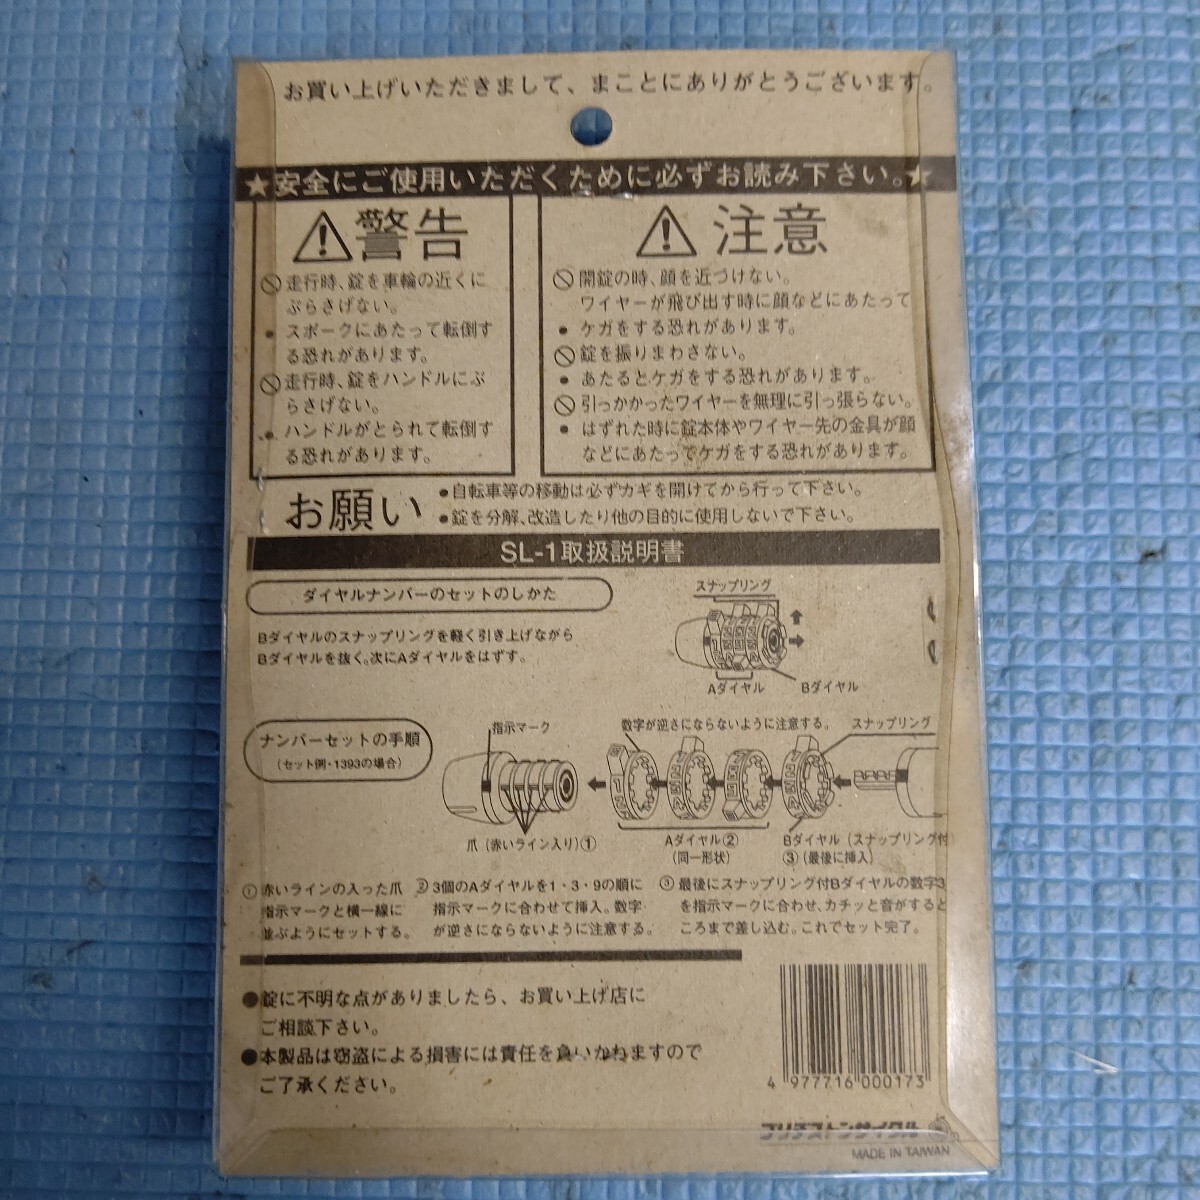 お買い上げいただきまして、まことにありがとうございます。
★安全にご使用いただくために必ずお読み下さい。★
警告
走行時、錠を車輪の近くに
ぶらさげない。
• スポークにあたって転倒す
る恐れがあります。
走行時、錠をハンドルにぶ
らさげない。
• ハンドルがとられて転倒す
る恐れがあります。
注意
開錠の時、顔を近づけない。
ワイヤーが飛び出す時に顔などにあたって
• ケガをする恐れがあります。
錠を振りまわさない。
• あたるとケガをする恐れがあります。
引っかかったワイヤーを無理に引っ張らない。
• はずれた時に錠本体やワイヤー先の金具が顔
などにあたってケガをする恐れがあります。
お願い
●自転車等の移動は必ずカギを開けてから行って下さい。
●錠を分解、改造したり他の目的に使用しないで下さい。
SL-1取扱説明書
ダイヤルナンバーのセットのしかた
Bダイヤルのスナップリングを軽く引き上げながら
Bダイヤルを抜く。次にAダイヤルをはずす。
スナップリング
Aダイヤル
Bダイヤル
ナンバーセットの手順
(セット例・1393の場合)
指示マーク
爪(赤いライン入り)①
数字が逆さにならないように注意する。
スナップリング
Aダイヤル②
(同一形状)
Bダイヤル(スナップリング付
③(最後に挿入)
① 赤いラインの入った爪
指示マークと横一線に
並ぶようにセットする。
② 3個のAダイヤルを1・3・9の順に
指示マークに合わせて挿入。数字
が逆さにならないように注意する。
③ 最後にスナップリング付Bダイヤルの数字3
を指示マークに合わせ、カチッと音がすると
ころまで差し込む。これでセット完了。
●錠に不明な点がありましたら、お買い上げ店に
ご相談下さい。
●本製品は窃盗による損害には責任を負いかねますので
ご了承ください。
4 977716 000173
ブリヂストンサイクル
MADE IN TAIWAN